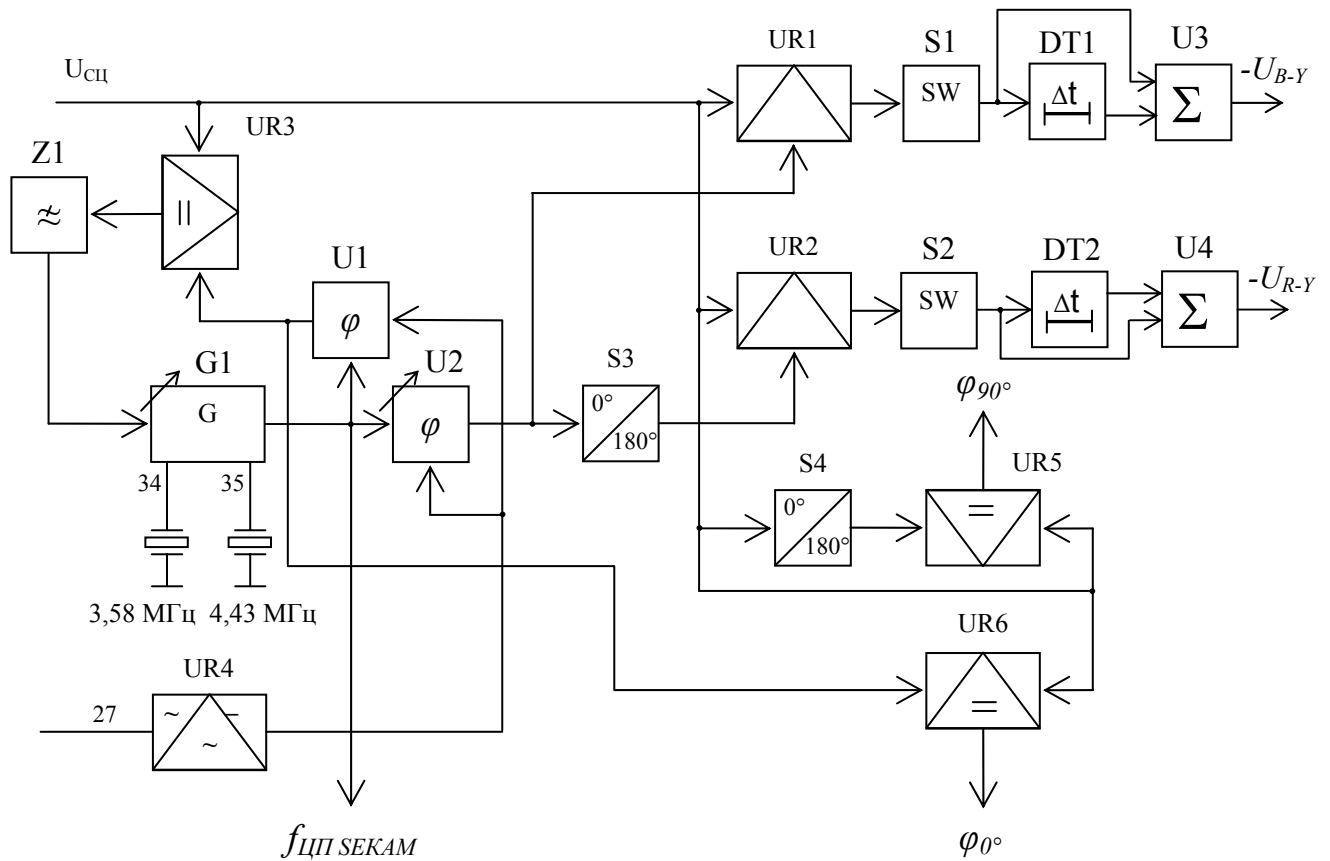 U_СЦ
UR1
S1
DT1
U3
-U_B-Y
SW
Δt
Σ
UR3
Z1
≈
=
UR2
S2
DT2
U4
-U_R-Y
SW
Δt
Σ
U1
φ
G1
G
U2
φ
S3
0°
180°
φ_90°
34
35
S4
0°
180°
UR5
=
3,58 МГц
4,43 МГц
UR6
=
UR4
27
~
–
~
f_ЦП SEKAM
φ_0°